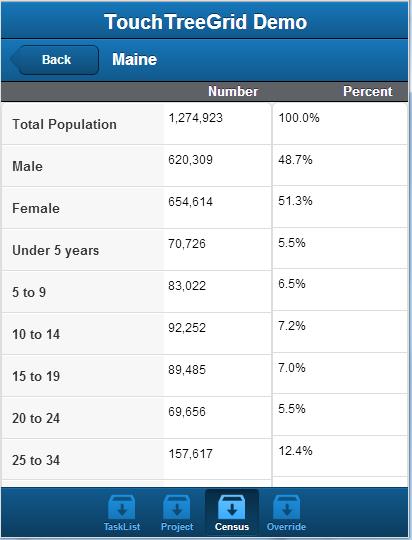 TouchTreeGrid Demo
Back Maine
Number Percent
Total Population 1,274,923 100.0%
Male 620,309 48.7%
Female 654,614 51.3%
Under 5 years 70,726 5.5%
5 to 9 83,022 6.5%
10 to 14 92,252 7.2%
15 to 19 89,485 7.0%
20 to 24 69,656 5.5%
25 to 34 157,617 12.4%
TaskList Project Census Override